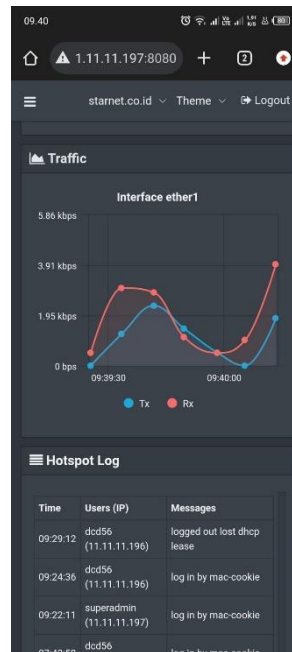 09.40
1.11.11.197:8080
2
starnet.co.id Theme Logout
Traffic
Interface ether1
5.86 kbps
3.91 kbps
1.95 kbps
0 bps
09:39:30 09:40:00
Tx Rx
Hotspot Log
Time Users (IP) Messages
09:29:12 dcd56 (11.11.11.196) logged out lost dhcp lease
09:24:36 dcd56 (11.11.11.196) log in by mac-cookie
09:22:11 superadmin (11.11.11.197) log in by mac-cookie
dcd56